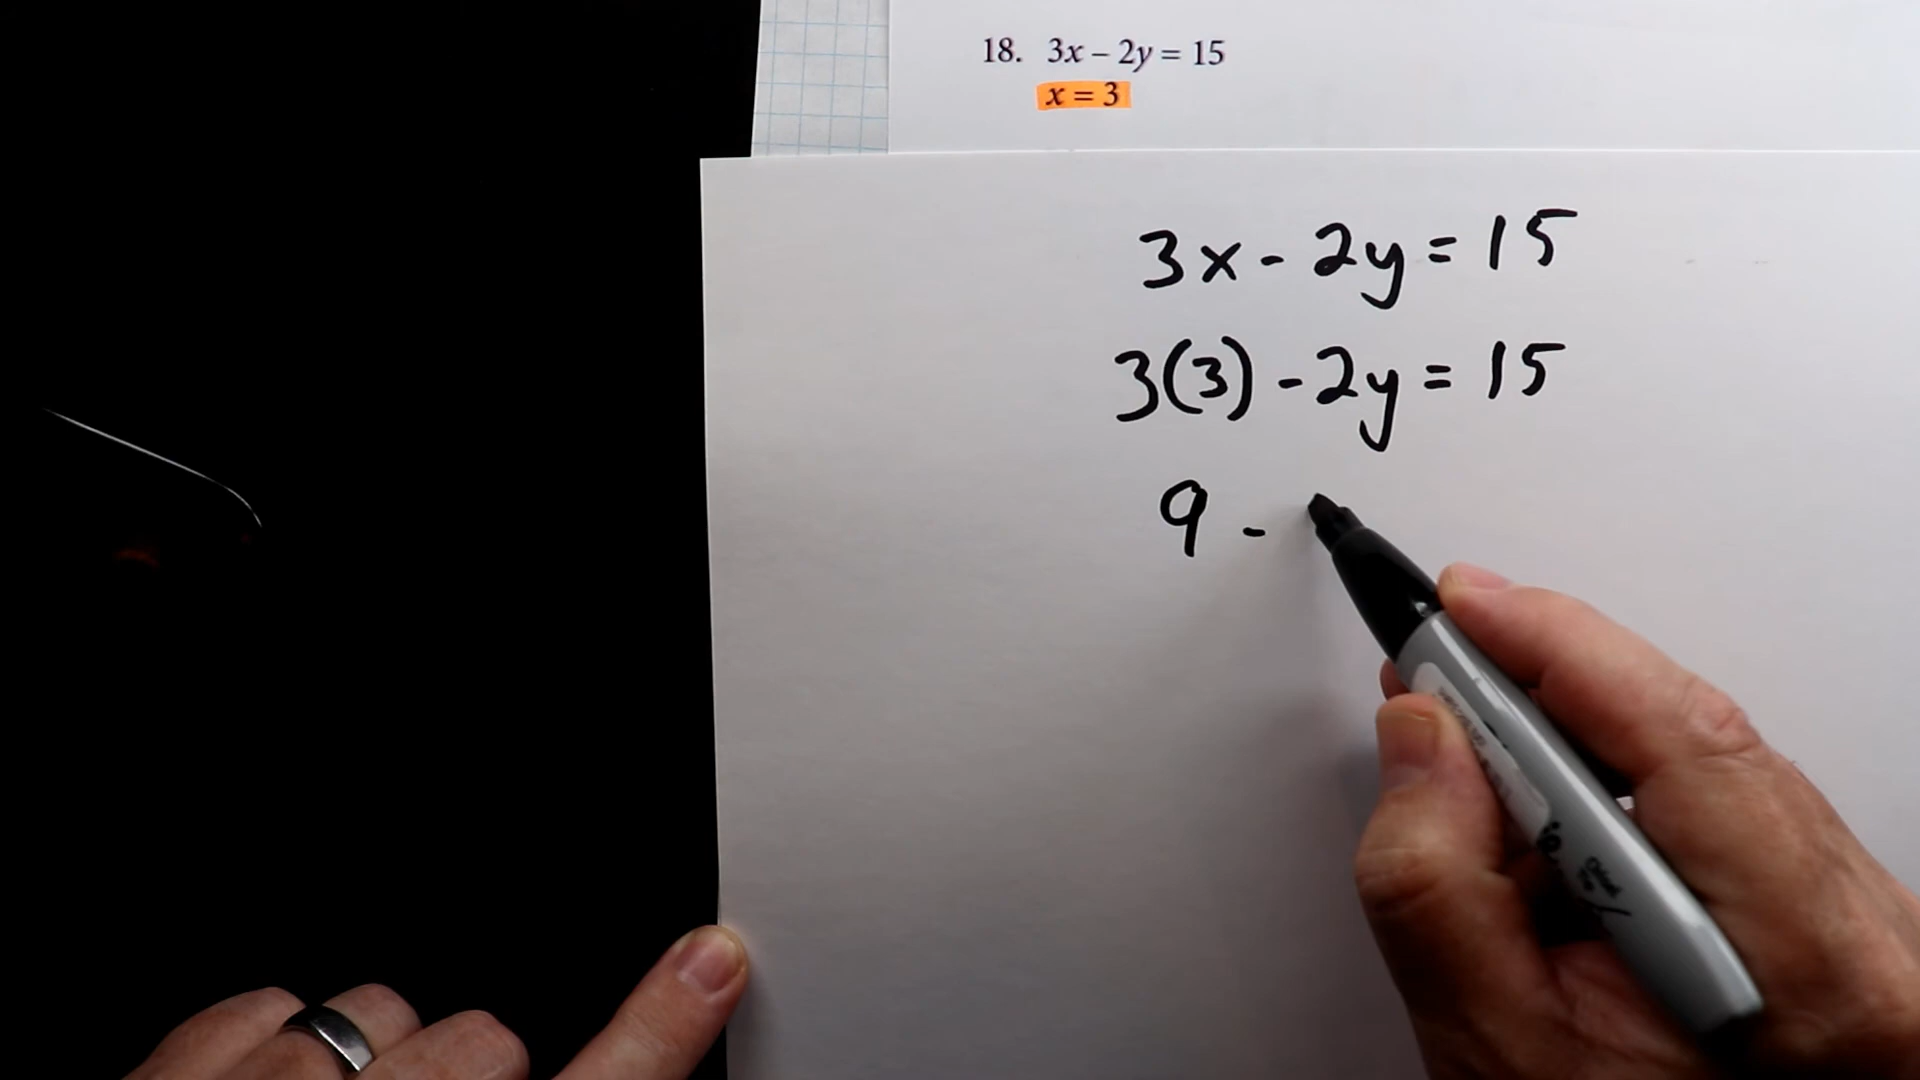 18. 3x – 2y = 15
x = 3
3x - 2y = 15
3(3) - 2y = 15
9 -